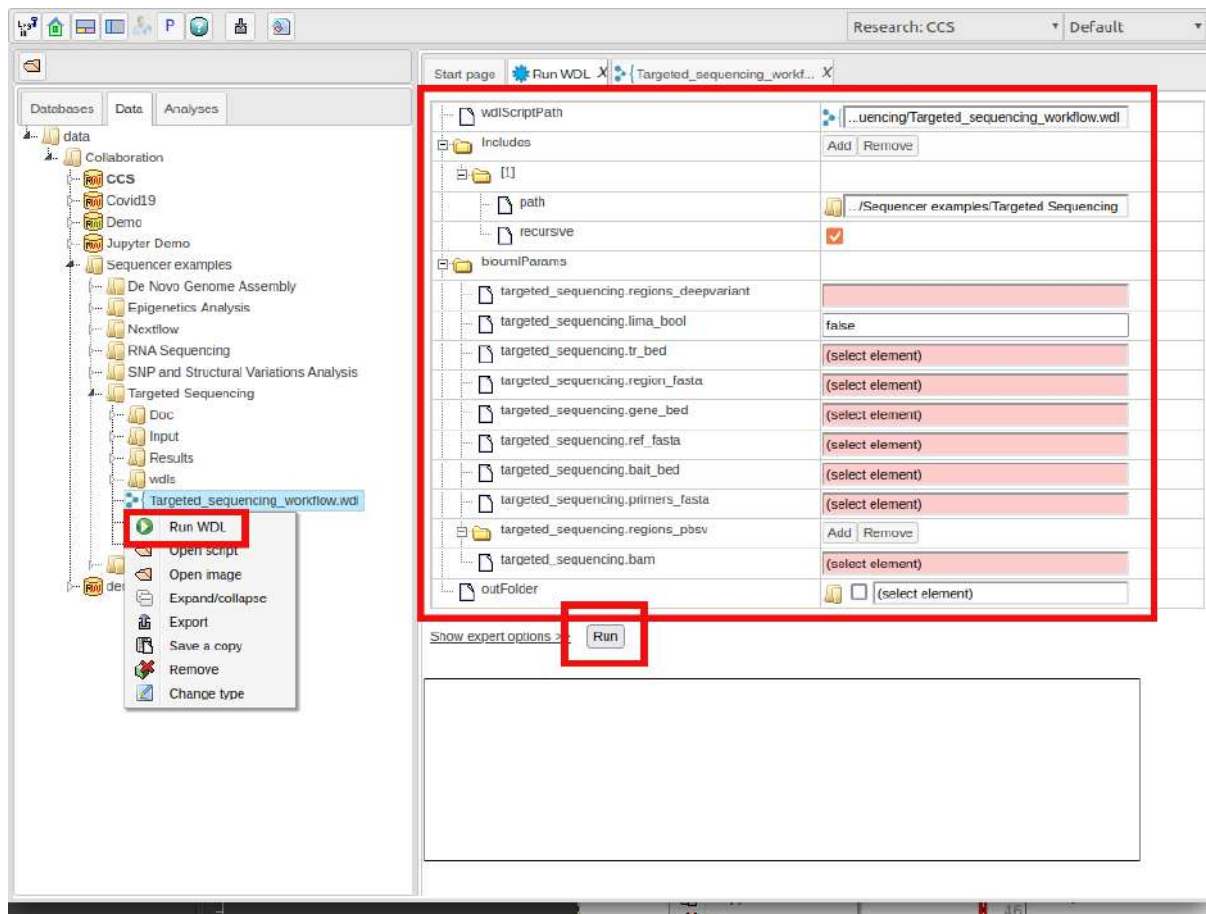 P
Research: CCS
Default
Start page
Run WDL X
{Targeted_sequencing_workf... X
Databases
Data
Analyses
data
Collaboration
CCS
Covid19
Demo
Jupyter Demo
Sequencer examples
De Novo Genome Assembly
Epigenetics Analysis
Nextflow
RNA Sequencing
SNP and Structural Variations Analysis
Targeted Sequencing
Doc
Input
Results
wdls
{ Targeted_sequencing_workflow.wdl
Run WDL
Open script
Open image
Expand/collapse
Export
Save a copy
Remove
Change type
wdlScriptPath
{ ...uencing/Targeted_sequencing_workflow.wdl
Includes
Add Remove
[1]
path
.../Sequencer examples/Targeted Sequencing
recursive
bioumlParams
targeted_sequencing.regions_deepvariant
targeted_sequencing.lima_bool
false
targeted_sequencing.tr_bed
(select element)
targeted_sequencing.region_fasta
(select element)
targeted_sequencing.gene_bed
(select element)
targeted_sequencing.ref_fasta
(select element)
targeted_sequencing.bait_bed
(select element)
targeted_sequencing.primers_fasta
(select element)
targeted_sequencing.regions_pbsv
Add Remove
targeted_sequencing.bam
(select element)
outFolder
(select element)
Show expert options >>
Run
46